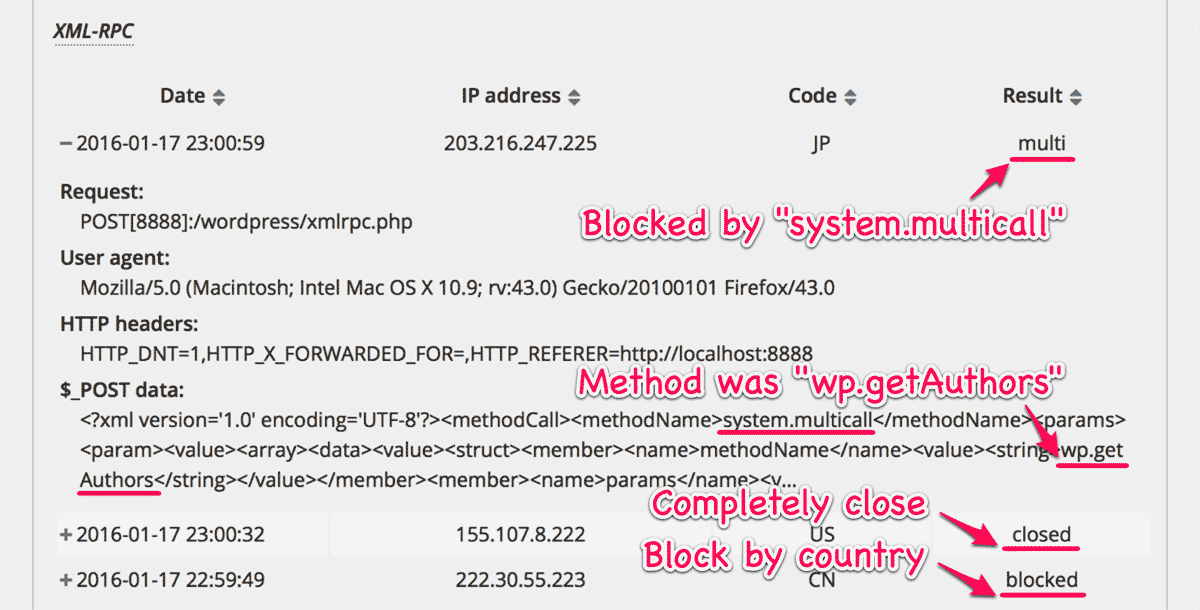 XML-RPC
Date IP address Code Result
−2016-01-17 23:00:59 203.216.247.225 JP multi
Request:
POST[8888]:/wordpress/xmlrpc.php
Blocked by "system.multicall"
User agent:
Mozilla/5.0 (Macintosh; Intel Mac OS X 10.9; rv:43.0) Gecko/20100101 Firefox/43.0
HTTP headers:
HTTP_DNT=1,HTTP_X_FORWARDED_FOR=,HTTP_REFERER=http://localhost:8888
Method was "wp.getAuthors"
$_POST data:
<?xml version='1.0' encoding='UTF-8'?><methodCall><methodName>system.multicall</methodName><params>
<param><value><array><data><value><struct><member><name>methodName</name><value><string>wp.get
Authors</string></value></member><member><name>params</name><v...
Completely close
+2016-01-17 23:00:32 155.107.8.222 US closed
Block by country
+2016-01-17 22:59:49 222.30.55.223 CN blocked